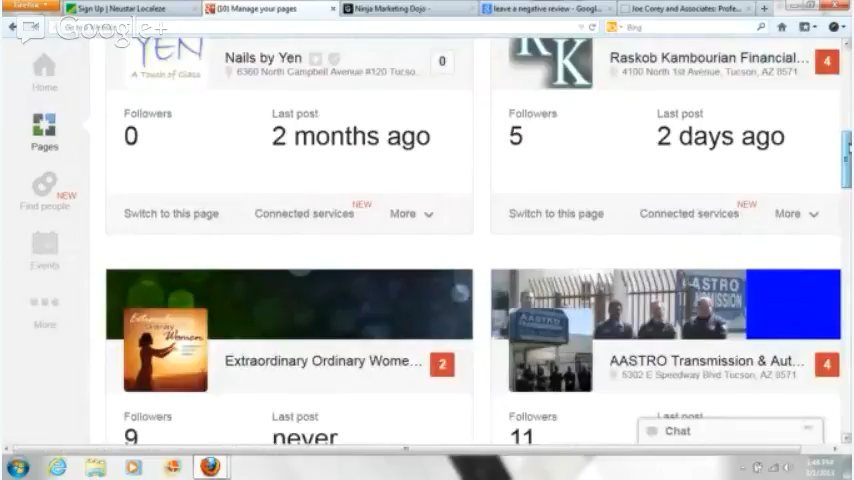 Firefox
Sign Up | Neustar Localeze
(10) Manage your pages
Ninja Marketing Dojo -
leave a negative review - Googl...
Joe Corey and Associates: Profe...
Google+
Bing
Home
Pages
NEW
Find people
Events
More
YEN
A Touch of Class
Nails by Yen
6360 North Campbell Avenue #120 Tucso...
0
Followers
Last post
0
2 months ago
Switch to this page
Connected services
NEW
More
RK
Raskob Kambourian Financial...
4100 North 1st Avenue, Tucson, AZ 8571
4
Followers
Last post
5
2 days ago
Switch to this page
Connected services
NEW
More
Extraordinary
Ordinary
Women
Extraordinary Ordinary Wome...
2
Followers
Last post
9
never
ASTRO
AASTRO Transmission & Aut...
5302 E Speedway Blvd Tucson, AZ 8571
4
Followers
Last post
11
Chat